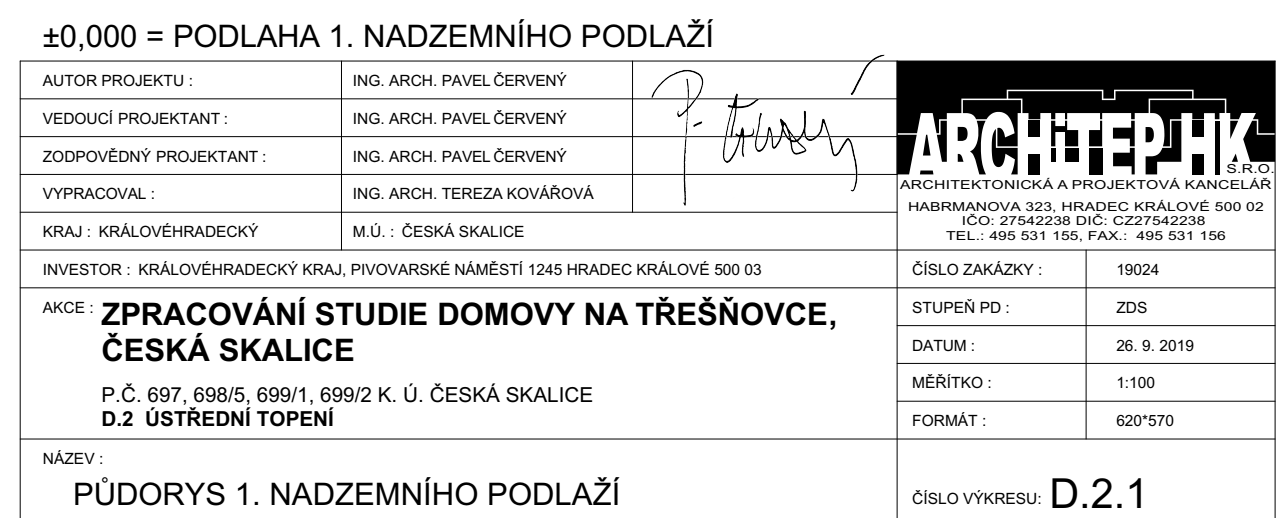 ±0,000 = PODLAHA 1. NADZEMNÍHO PODLAŽÍ
AUTOR PROJEKTU : ING. ARCH. PAVEL ČERVENÝ
VEDOUCÍ PROJEKTANT : ING. ARCH. PAVEL ČERVENÝ
ZODPOVĚDNÝ PROJEKTANT : ING. ARCH. PAVEL ČERVENÝ
VYPRACOVAL : ING. ARCH. TEREZA KOVÁŘOVÁ
KRAJ : KRÁLOVÉHRADECKÝ M.Ú. : ČESKÁ SKALICE
ARCHiTEP HK
S.R.O.
ARCHITEKTONICKÁ A PROJEKTOVÁ KANCELÁŘ
HABRMANOVA 323, HRADEC KRÁLOVÉ 500 02
IČO: 27542238 DIČ: CZ27542238
TEL.: 495 531 155, FAX.: 495 531 156
INVESTOR : KRÁLOVÉHRADECKÝ KRAJ, PIVOVARSKÉ NÁMĚSTÍ 1245 HRADEC KRÁLOVÉ 500 03
AKCE : ZPRACOVÁNÍ STUDIE DOMOVY NA TŘEŠŇOVCE,
ČESKÁ SKALICE
P.Č. 697, 698/5, 699/1, 699/2 K. Ú. ČESKÁ SKALICE
D.2 ÚSTŘEDNÍ TOPENÍ
ČÍSLO ZAKÁZKY : 19024
STUPEŇ PD : ZDS
DATUM : 26. 9. 2019
MĚŘÍTKO : 1:100
FORMÁT : 620*570
NÁZEV :
PŮDORYS 1. NADZEMNÍHO PODLAŽÍ
ČÍSLO VÝKRESU: D.2.1